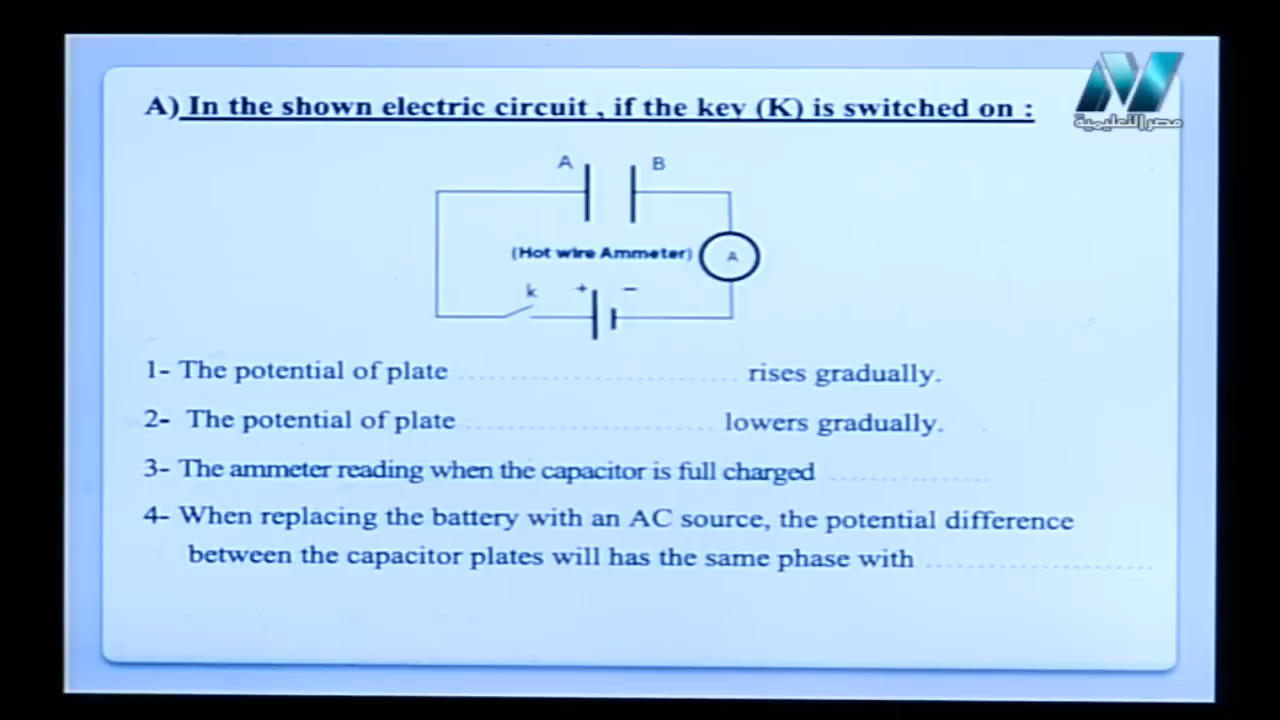 مصر التعليمية
A) In the shown electric circuit , if the key (K) is switched on :
A B
(Hot wire Ammeter) A
k + −
1- The potential of plate .............................. rises gradually.
2- The potential of plate .............................. lowers gradually.
3- The ammeter reading when the capacitor is full charged ....................
4- When replacing the battery with an AC source, the potential difference
between the capacitor plates will has the same phase with ..............................